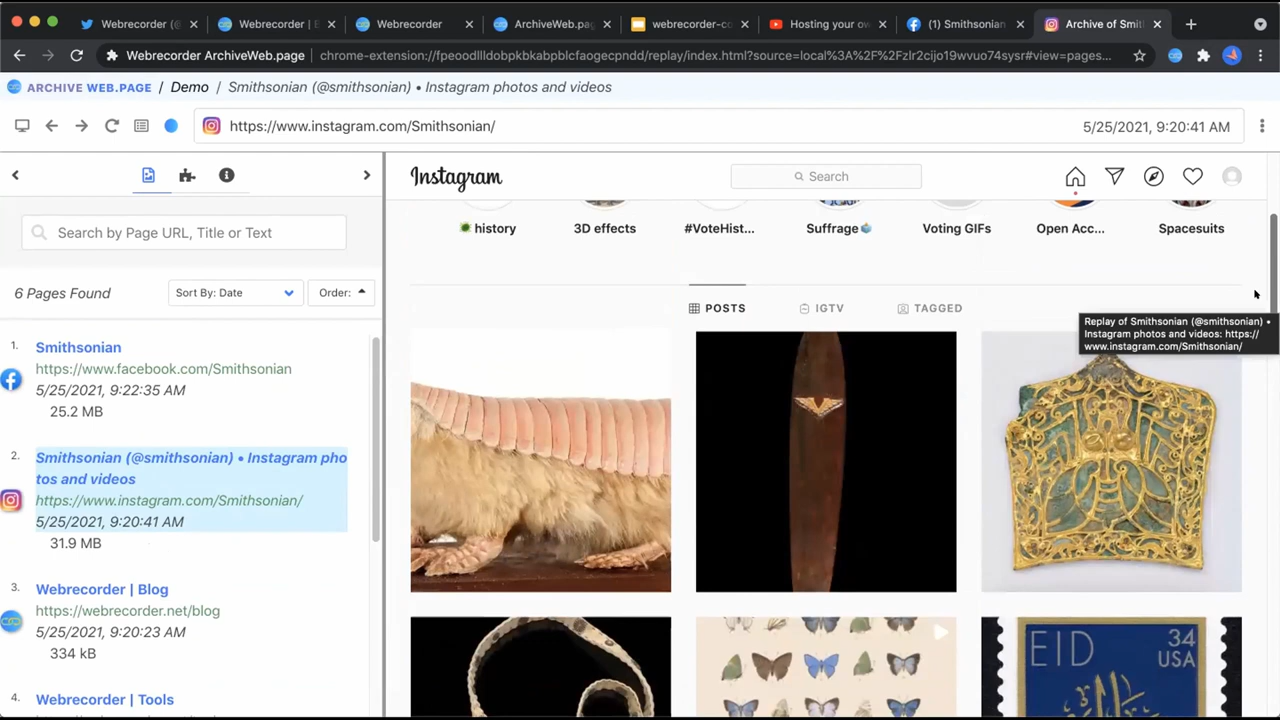 Webrecorder (@
Webrecorder | B
Webrecorder
ArchiveWeb.pa
webrecorder-co
Hosting your ow
(1) Smithsonian
Archive of Smit
Webrecorder ArchiveWeb.page
chrome-extension://fpeoodllldobpkbkabpblcfaogecpndd/replay/index.html?source=local%3A%2F%2Fzlr2cijo19wvuo74sysr#view=pages...
ARCHIVE WEB.PAGE / Demo / Smithsonian (@smithsonian) • Instagram photos and videos
https://www.instagram.com/Smithsonian/
5/25/2021, 9:20:41 AM
Search by Page URL, Title or Text
6 Pages Found
Sort By: Date
Order:
1.
Smithsonian
https://www.facebook.com/Smithsonian
5/25/2021, 9:22:35 AM
25.2 MB
2.
Smithsonian (@smithsonian) • Instagram pho
tos and videos
https://www.instagram.com/Smithsonian/
5/25/2021, 9:20:41 AM
31.9 MB
3.
Webrecorder | Blog
https://webrecorder.net/blog
5/25/2021, 9:20:23 AM
334 kB
4.
Webrecorder | Tools
Instagram
Search
history
3D effects
#VoteHist...
Suffrage
Voting GIFs
Open Acc...
Spacesuits
POSTS
IGTV
TAGGED
Replay of Smithsonian (@smithsonian) •
Instagram photos and videos: https://
www.instagram.com/Smithsonian/
EID
34
USA